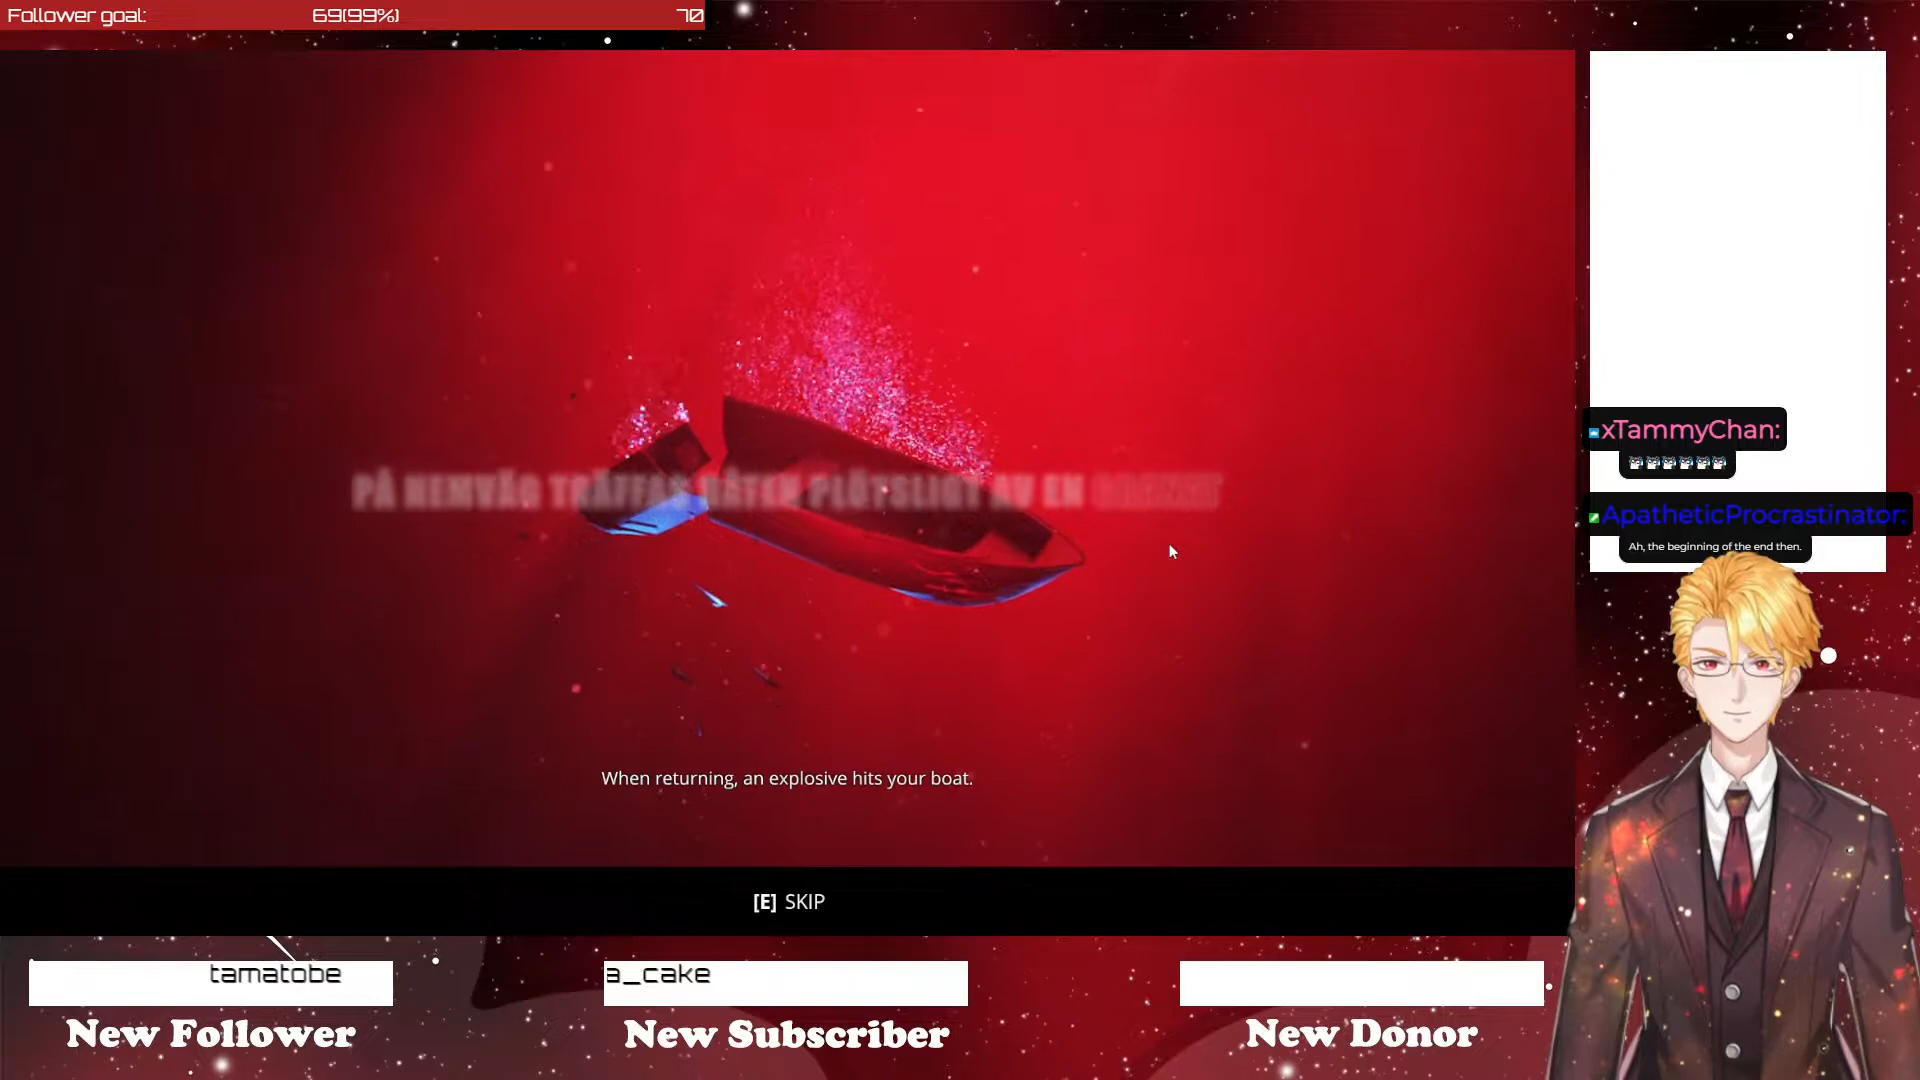 Follower goal: 69(99%) 70
xTammyChan:
ApatheticProcrastinator:
Ah, the beginning of the end then.
PÅ HEMVÄG TRÄFFAS BÅTEN PLÖTSLIGT AV EN
When returning, an explosive hits your boat.
[E] SKIP
tamatobe
a_cake
New Follower
New Subscriber
New Donor